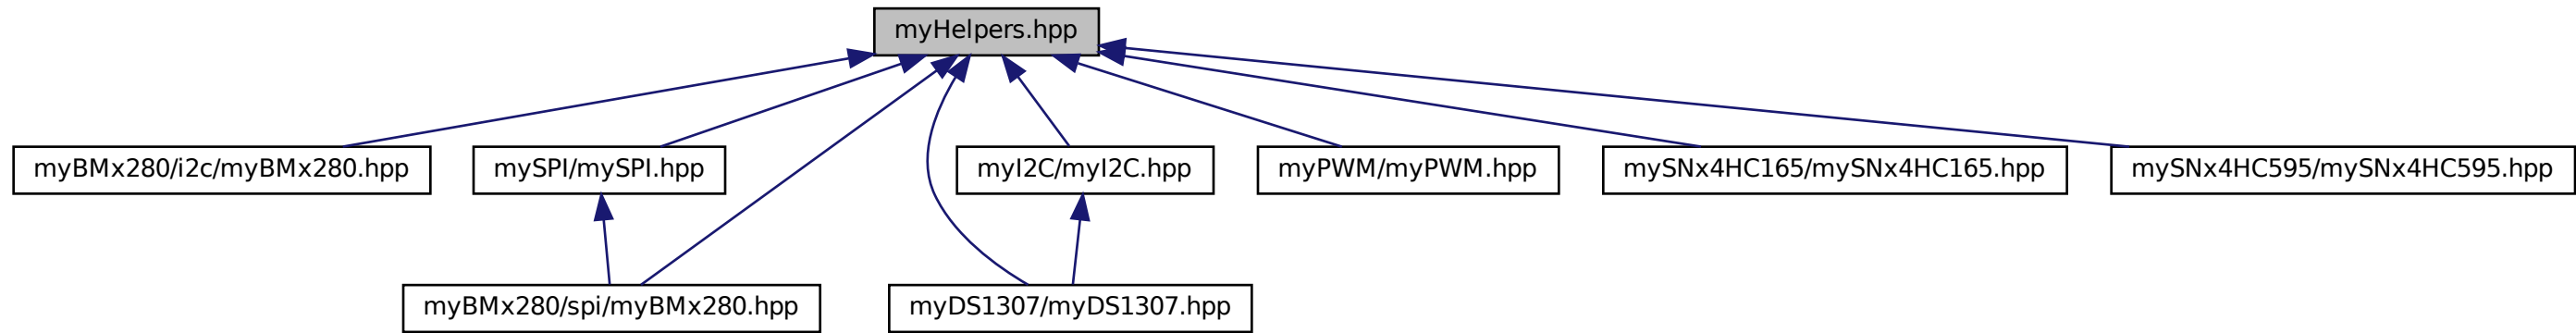 myHelpers.hpp
myBMx280/i2c/myBMx280.hpp
mySPI/mySPI.hpp
myI2C/myI2C.hpp
myPWM/myPWM.hpp
mySNx4HC165/mySNx4HC165.hpp
mySNx4HC595/mySNx4HC595.hpp
myBMx280/spi/myBMx280.hpp
myDS1307/myDS1307.hpp